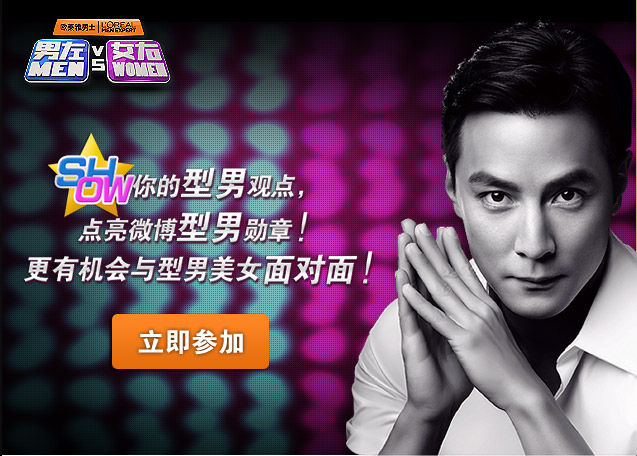 欧莱雅男士 L'OREAL
MEN EXPERT
男左 VS 女右
MEN WOMEN
SHOW你的型男观点，
点亮微博型男勋章！
更有机会与型男美女面对面！
立即参加